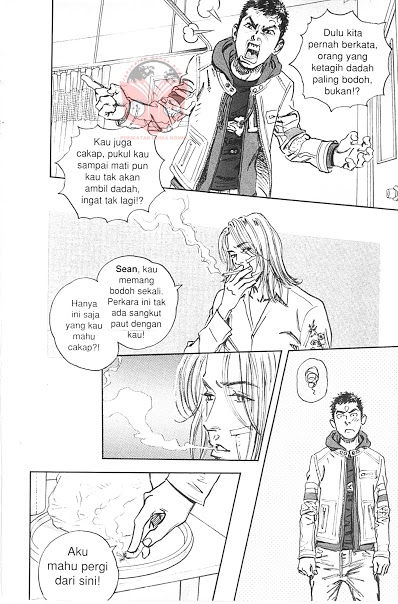 Dulu kita
pernah berkata,
orang yang
ketagih dadah
paling bodoh,
bukan!?
Kau juga
cakap, pukul kau
sampai mati pun
kau tak akan
ambil dadah,
ingat tak lagi!?
Sean, kau
memang
bodoh sekali.
Perkara ini tak
ada sangkut
paut dengan
kau!
Hanya
ini saja
yang kau
mahu
cakap?!
Aku
mahu pergi
dari sini!